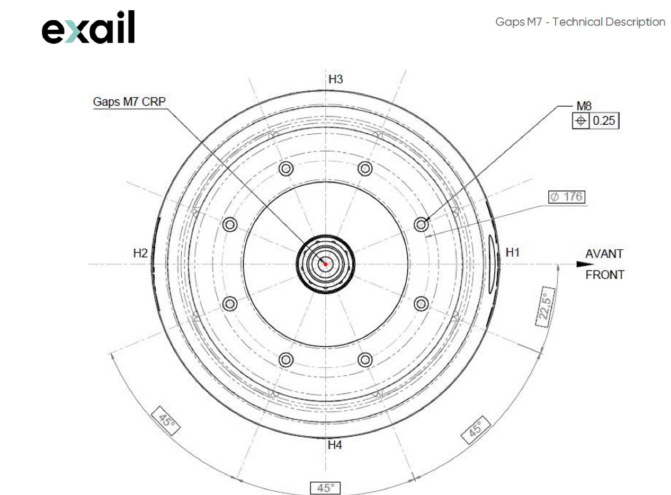 exail
Gaps M7 - Technical Description
H3
Gaps M7 CRP
M8
⌖ 0.25
Ø 176
H2
H1
AVANT
FRONT
22,5°
45°
45°
H4
45°